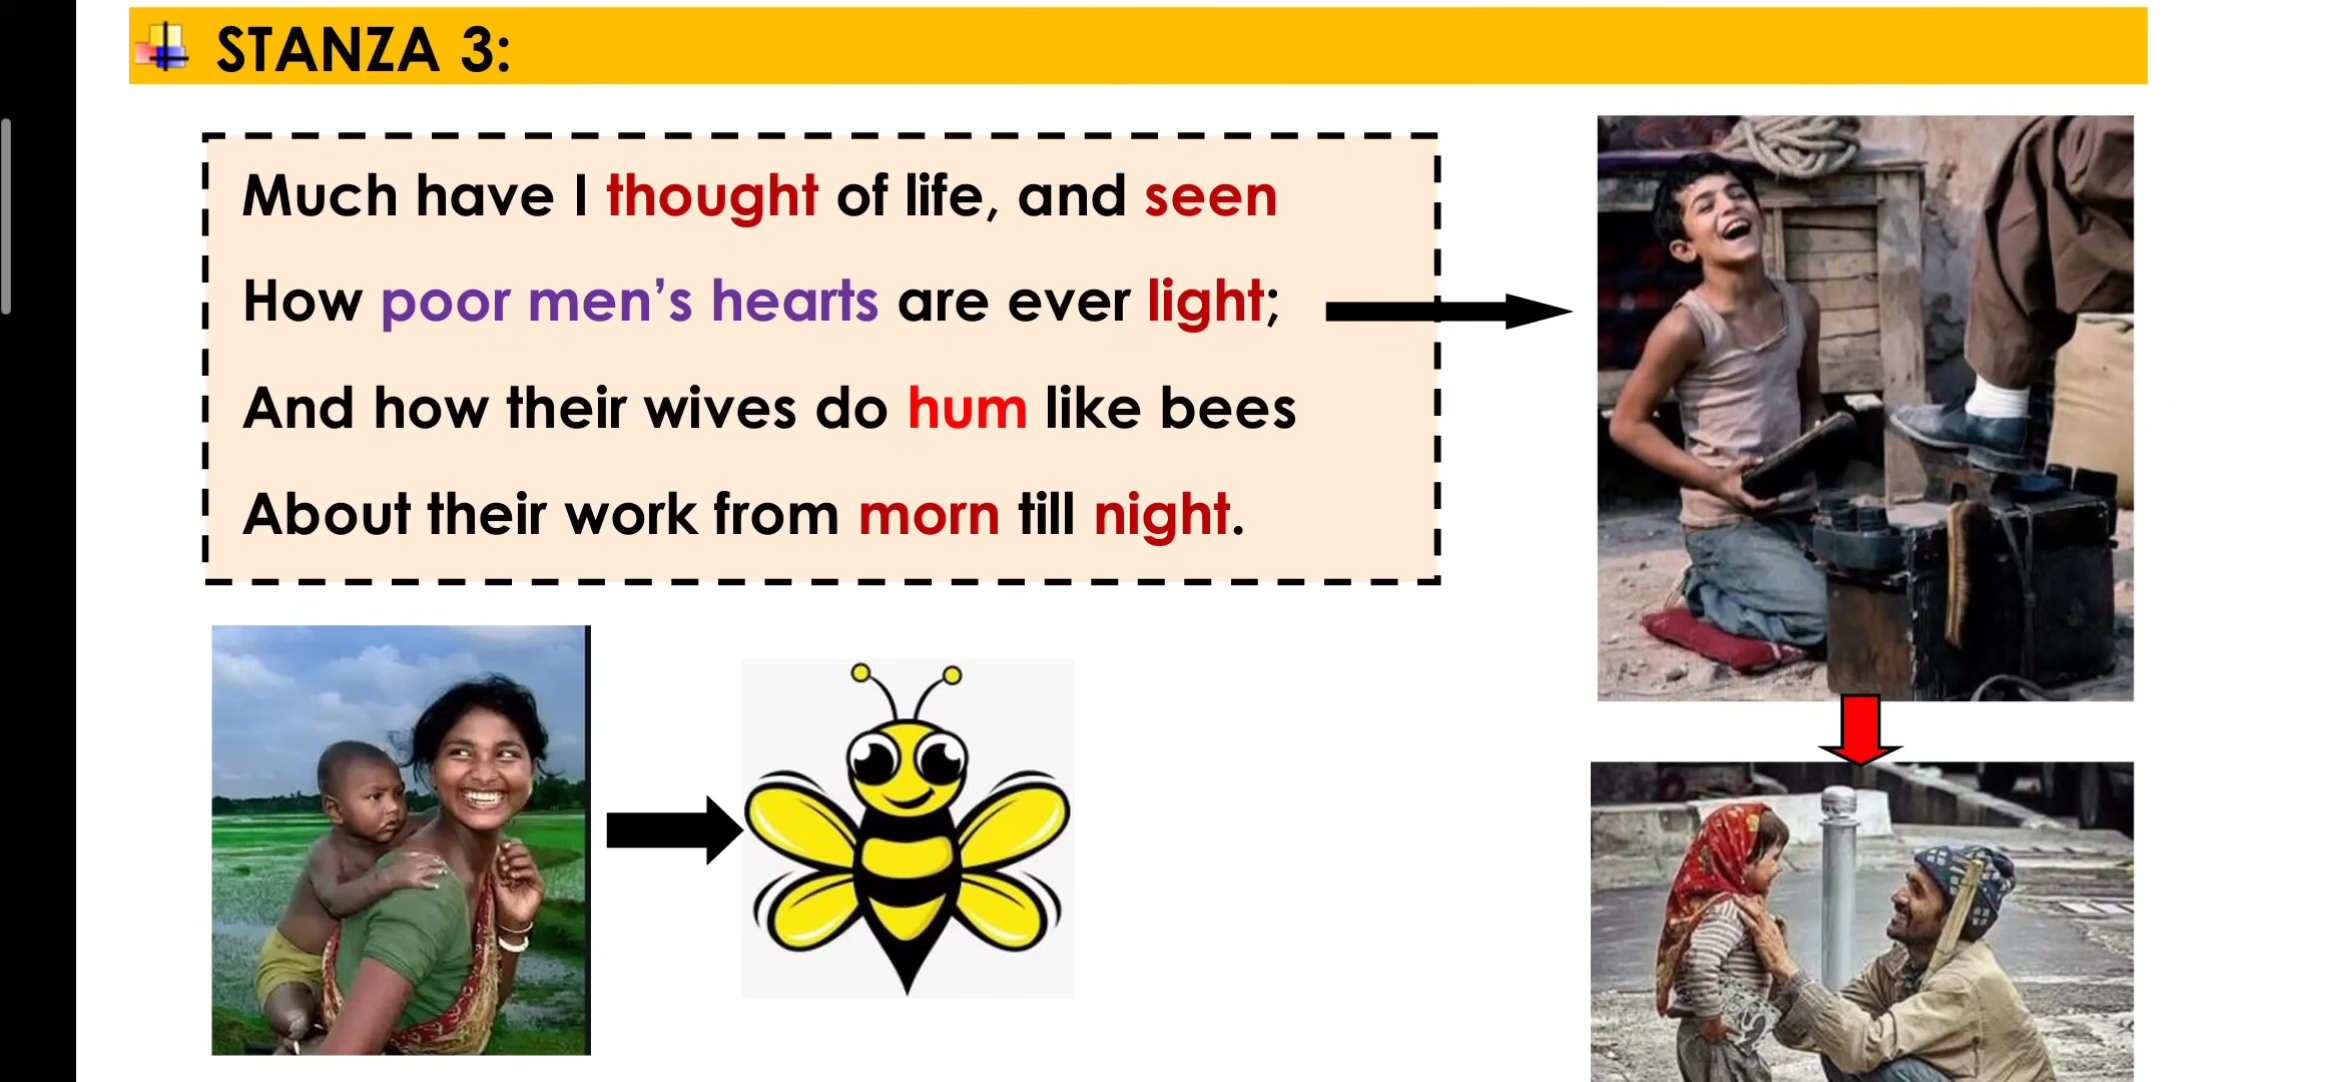 STANZA 3:
Much have I thought of life, and seen
How poor men's hearts are ever light;
And how their wives do hum like bees
About their work from morn till night.